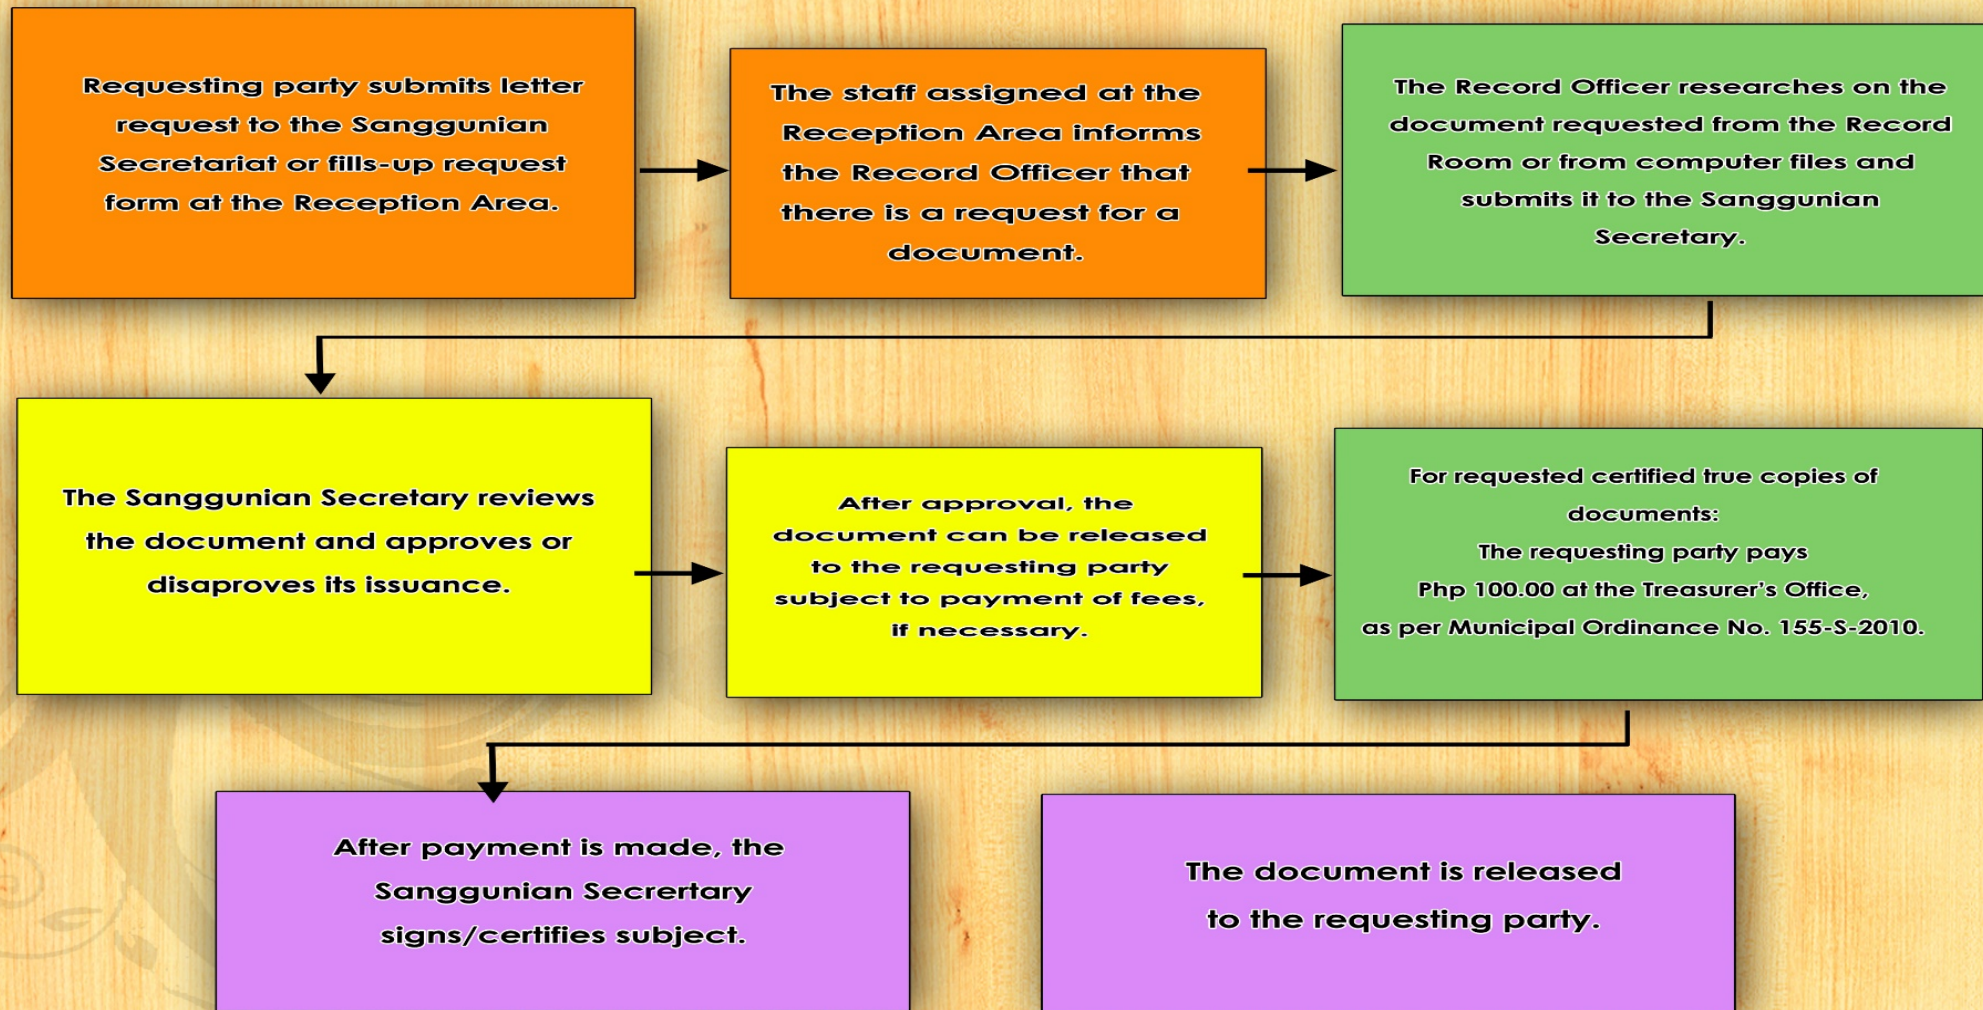 Requesting party submits letter
request to the Sanggunian
Secretariat or fills-up request
form at the Reception Area.
The staff assigned at the
Reception Area informs
the Record Officer that
there is a request for a
document.
The Record Officer researches on the
document requested from the Record
Room or from computer files and
submits it to the Sanggunian
Secretary.
The Sanggunian Secretary reviews
the document and approves or
disaproves its issuance.
After approval, the
document can be released
to the requesting party
subject to payment of fees,
if necessary.
For requested certified true copies of
documents:
The requesting party pays
Php 100.00 at the Treasurer's Office,
as per Municipal Ordinance No. 155-S-2010.
After payment is made, the
Sanggunian Secrertary
signs/certifies subject.
The document is released
to the requesting party.